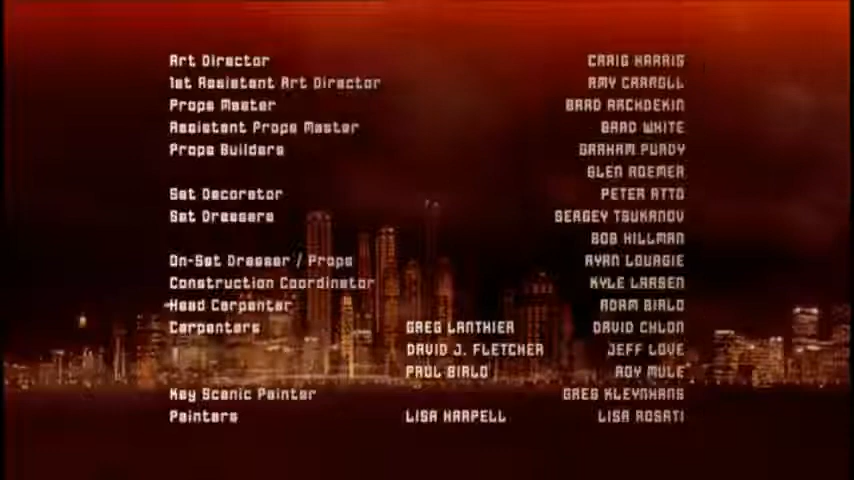 Art Director CRAIG HARRIS
1st Assistant Art Director AMY CARROLL
Props Master BRAD ARCHDEKIN
Assistant Props Master BRAD WHITE
Props Builders GRAHAM PURDY
GLEN ROEMER
Set Decorator PETER ATTO
Set Dressers SERGEY TSUKANOV
BOB HILLMAN
On-Set Dresser / Props RYAN LOUAGIE
Construction Coordinator KYLE LARSEN
Head Carpenter ADAM BIRLO
Carpenters GREG LANTHIER DAVID CHLON
DAVID J. FLETCHER JEFF LOVE
PAUL BIRLO ROY MULE
Key Scenic Painter GREG KLEYNHANS
Painters LISA HARPELL LISA ROSATI